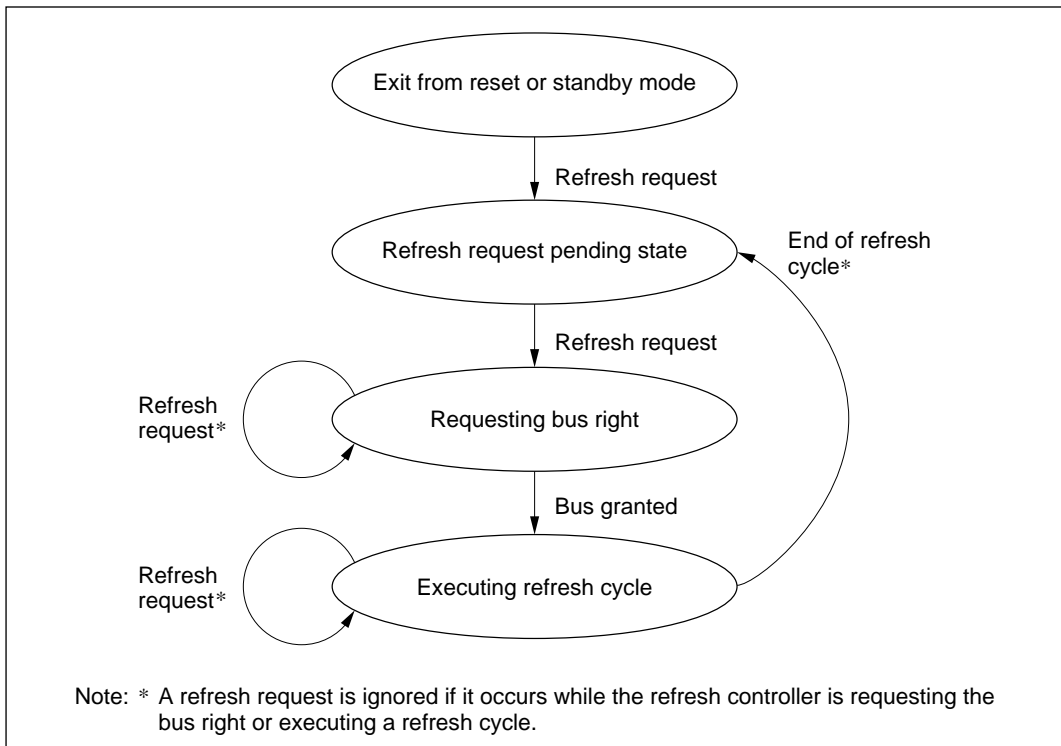 Exit from reset or standby mode
Refresh request
Refresh request pending state
End of refresh
cycle*
Refresh request
Refresh
request*
Requesting bus right
Bus granted
Refresh
request*
Executing refresh cycle
Note: * A refresh request is ignored if it occurs while the refresh controller is requesting the
bus right or executing a refresh cycle.